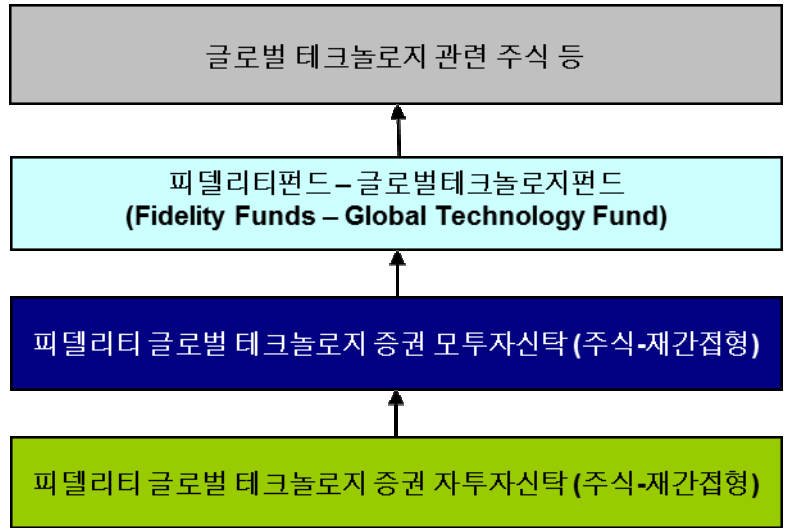 글로벌 테크놀로지 관련 주식 등
피델리티펀드 – 글로벌테크놀로지펀드
(Fidelity Funds – Global Technology Fund)
피델리티 글로벌 테크놀로지 증권 모투자신탁 (주식-재간접형)
피델리티 글로벌 테크놀로지 증권 자투자신탁 (주식-재간접형)